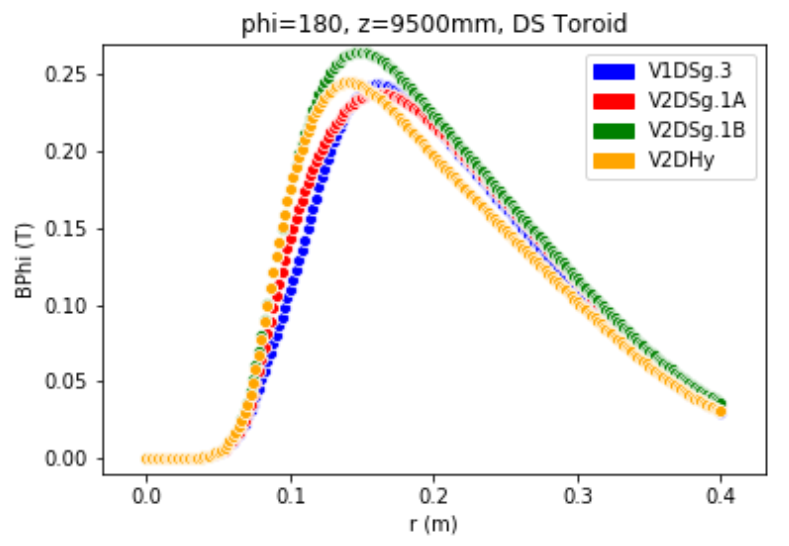 phi=180, z=9500mm, DS Toroid
V1DSg.3
V2DSg.1A
V2DSg.1B
V2DHy
BPhi (T)
0.25
0.20
0.15
0.10
0.05
0.00
0.0 0.1 0.2 0.3 0.4
r (m)